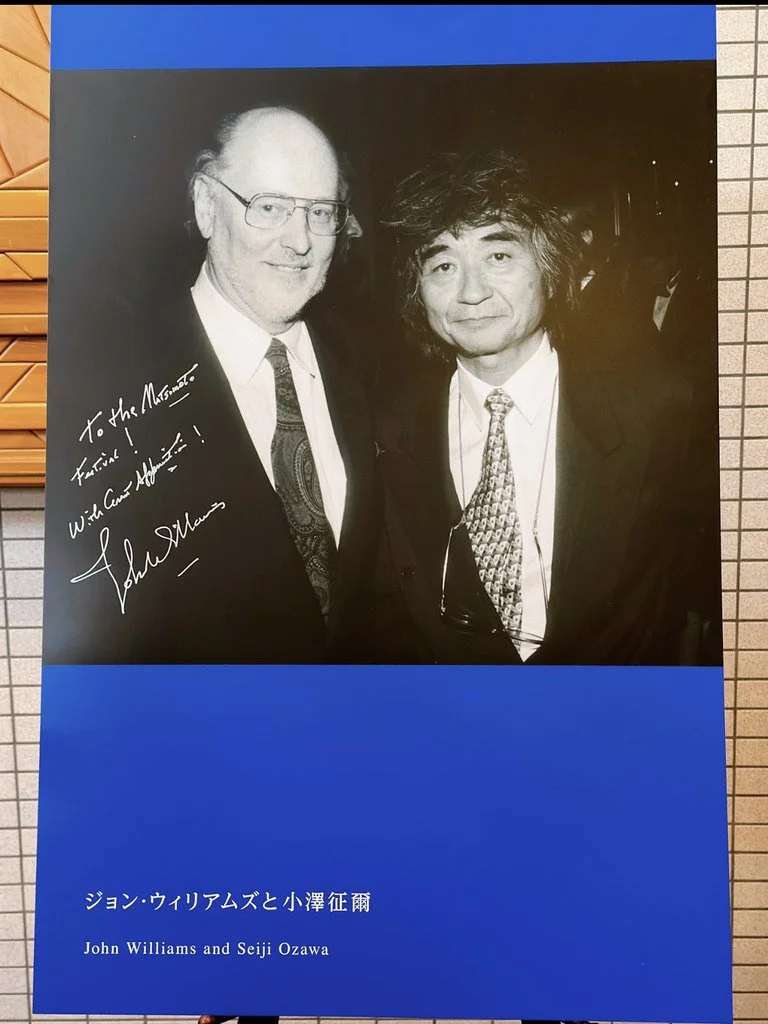 To the Matsumoto
Festival!
With Great Appreciation!
John Williams
ジョン・ウィリアムズと小澤征爾
John Williams and Seiji Ozawa